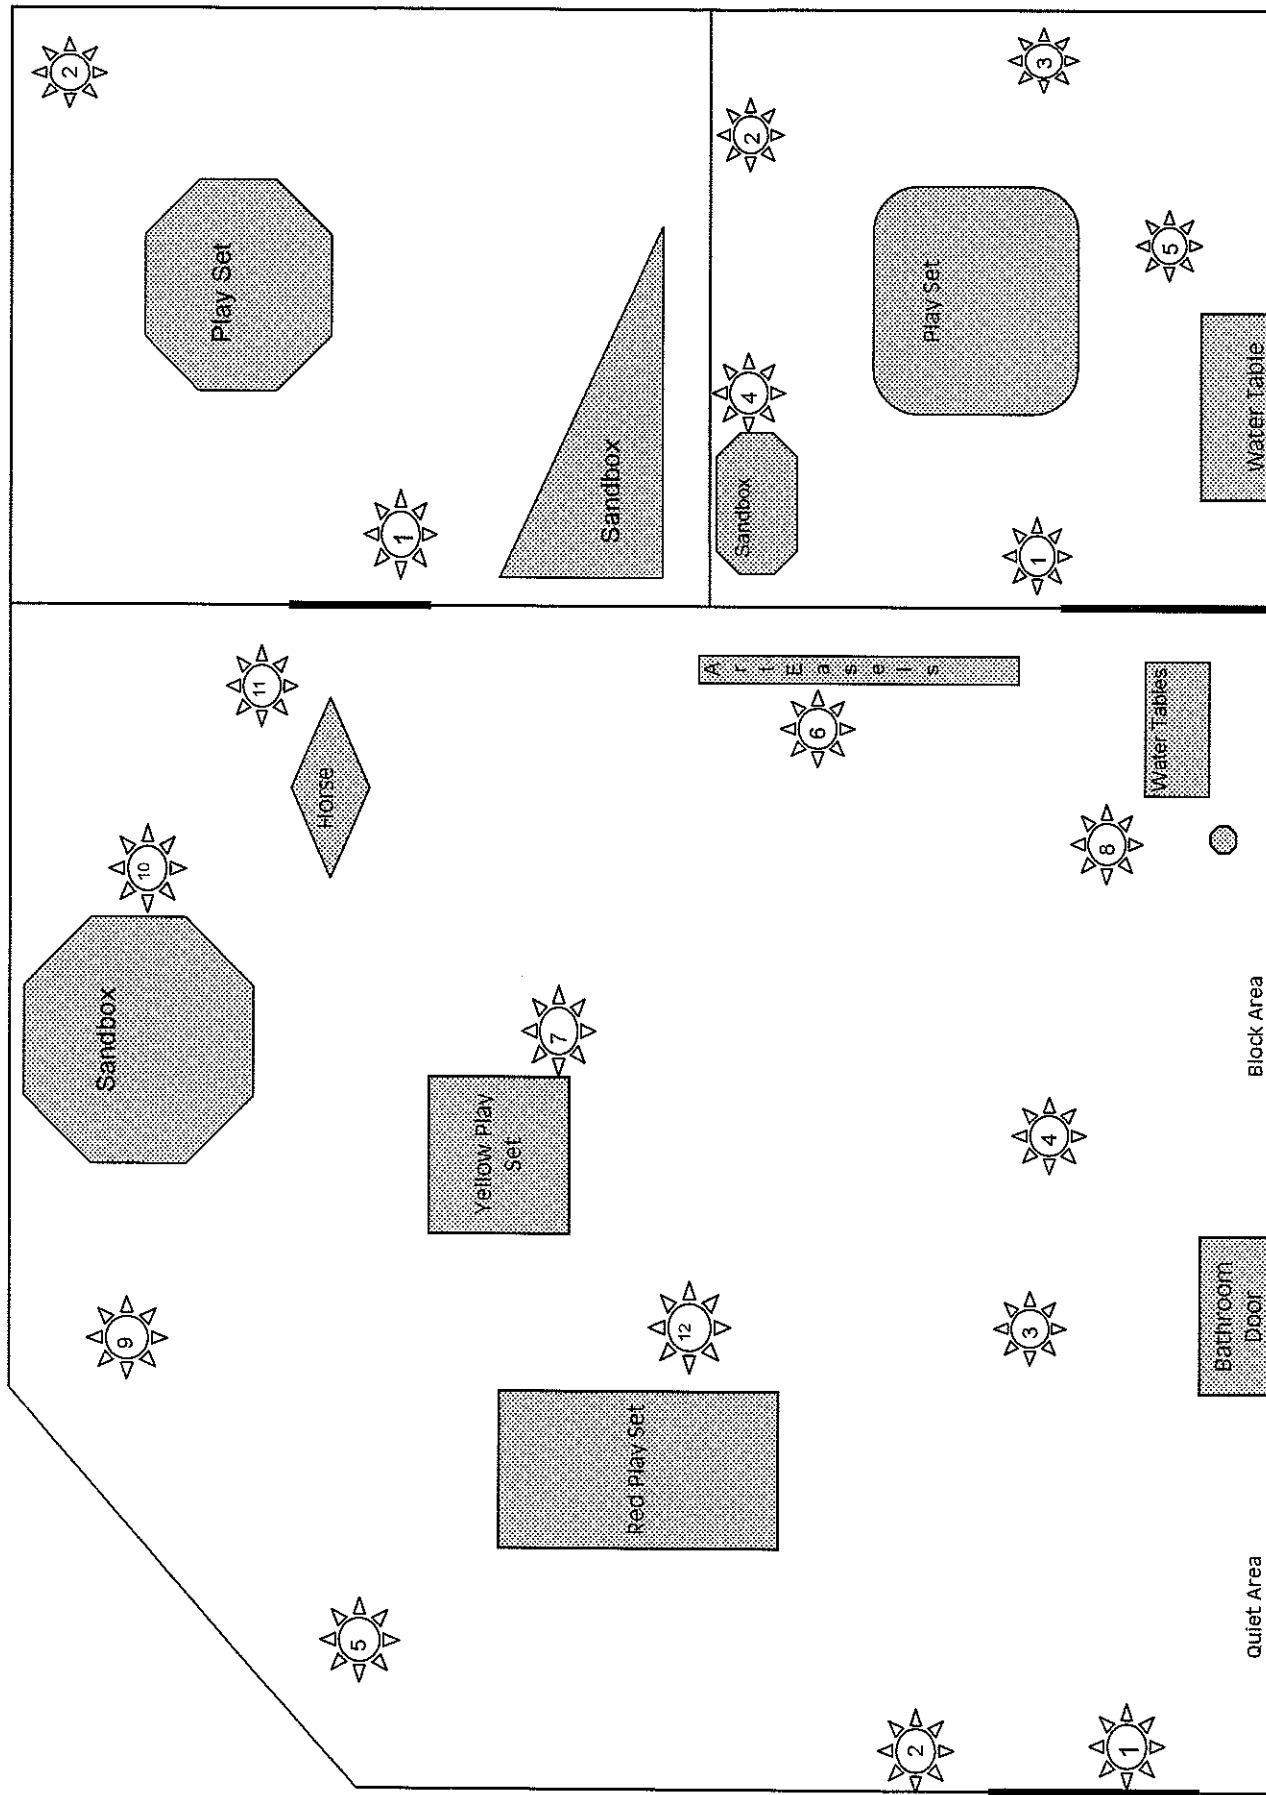 Sandbox
9
10
11
Horse
5
Yellow Play
Set
7
Red Play Set
12
A
r
t
E
a
s
e
l
s
6
2
3
4
8
1
Water Tables
Bathroom
Door
Quiet Area
Block Area
2
Play Set
1
Sandbox
Sandbox
4
2
Play Set
1
3
5
Water Table